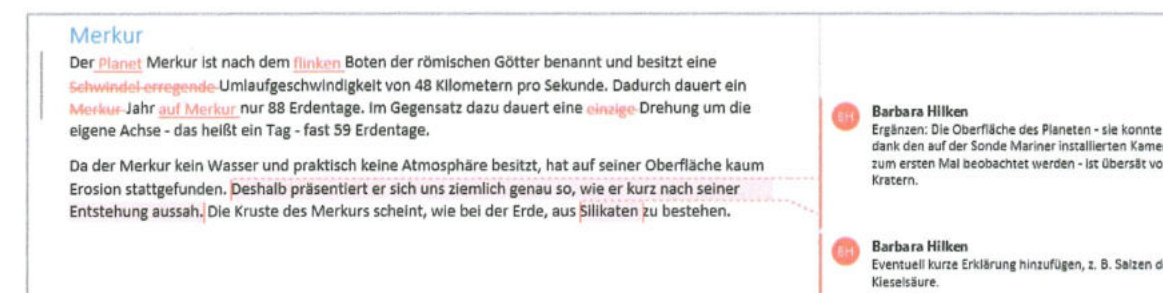 Merkur
Der Planet Merkur ist nach dem flinken Boten der römischen Götter benannt und besitzt eine
Schwindel erregende Umlaufgeschwindigkeit von 48 Kilometern pro Sekunde. Dadurch dauert ein
Merkur Jahr auf Merkur nur 88 Erdentage. Im Gegensatz dazu dauert eine einzige Drehung um die
eigene Achse - das heißt ein Tag - fast 59 Erdentage.
Da der Merkur kein Wasser und praktisch keine Atmosphäre besitzt, hat auf seiner Oberfläche kaum
Erosion stattgefunden. Deshalb präsentiert er sich uns ziemlich genau so, wie er kurz nach seiner
Entstehung aussah. Die Kruste des Merkurs scheint, wie bei der Erde, aus Silikaten zu bestehen.
BH Barbara Hilken
Ergänzen: Die Oberfläche des Planeten - sie konnte
dank den auf der Sonde Mariner installierten
zum ersten Mal beobachtet werden - ist übersät
Kratern.
BH Barbara Hilken
Eventuell kurze Erklärung hinzufügen, z. B. Salzen
Kieselsäure.